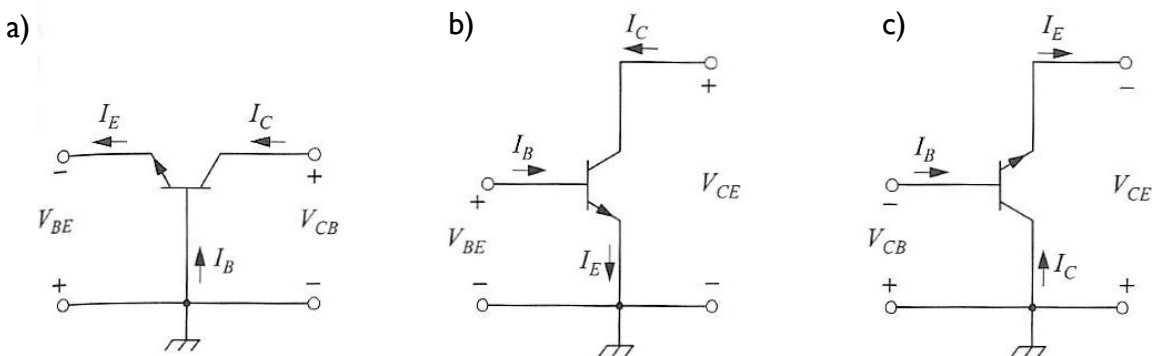 a)
I_E
I_C
−
+
V_BE
V_CB
I_B
+
−
b)
I_C
+
I_B
+
V_CE
V_BE
I_E
−
−
c)
I_E
−
I_B
−
V_CE
V_CB
I_C
+
+